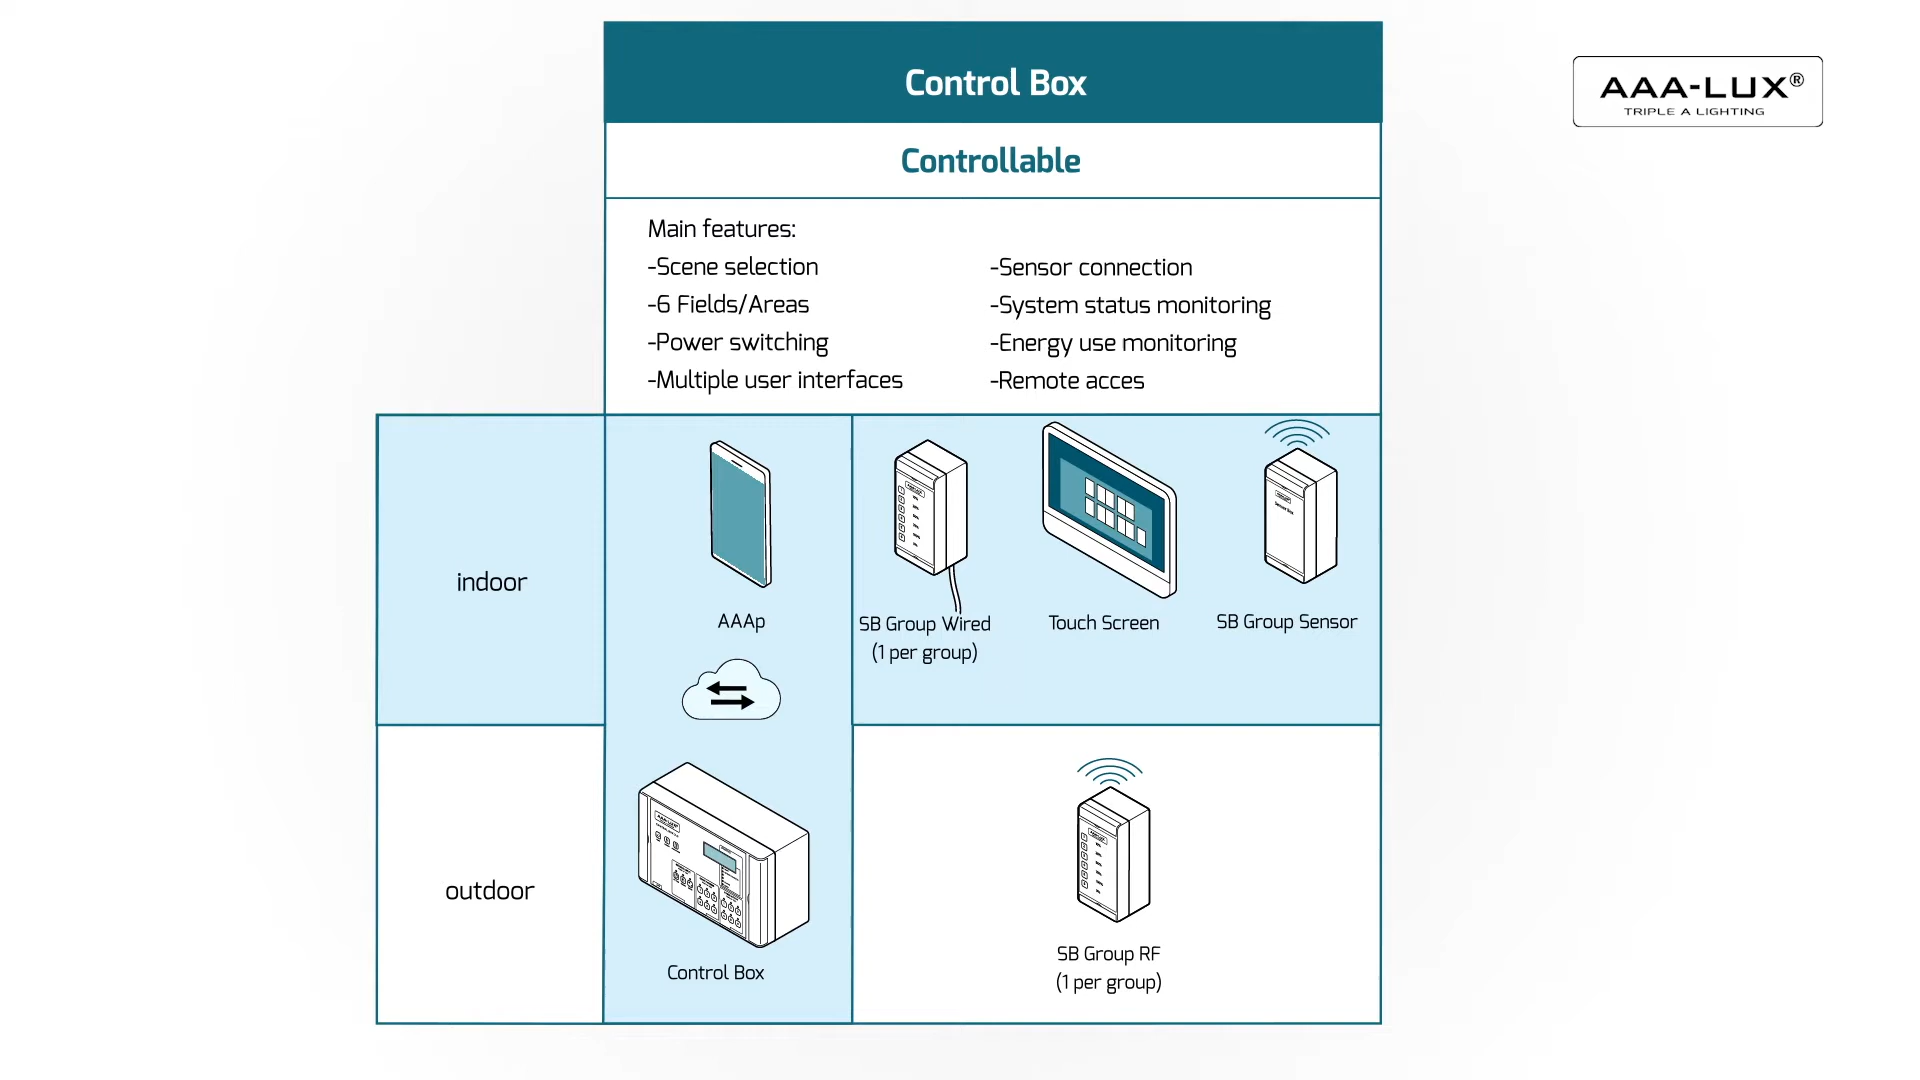 Control Box
AAA-LUX®
TRIPLE A LIGHTING
Controllable
Main features:
-Scene selection
-6 Fields/Areas
-Power switching
-Multiple user interfaces
-Sensor connection
-System status monitoring
-Energy use monitoring
-Remote acces
indoor
AAAp
SB Group Wired
(1 per group)
Touch Screen
SB Group Sensor
outdoor
Control Box
SB Group RF
(1 per group)